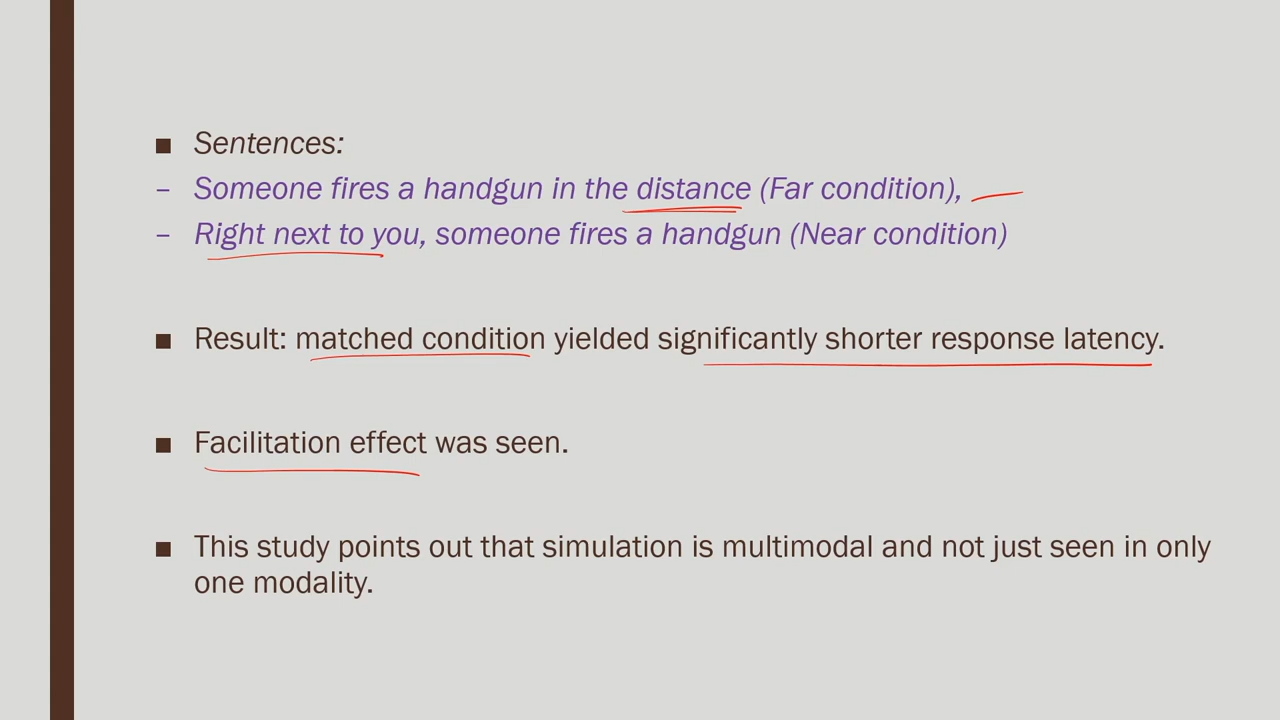 ■ Sentences:
– Someone fires a handgun in the distance (Far condition),
– Right next to you, someone fires a handgun (Near condition)
■ Result: matched condition yielded significantly shorter response latency.
■ Facilitation effect was seen.
■ This study points out that simulation is multimodal and not just seen in only
one modality.